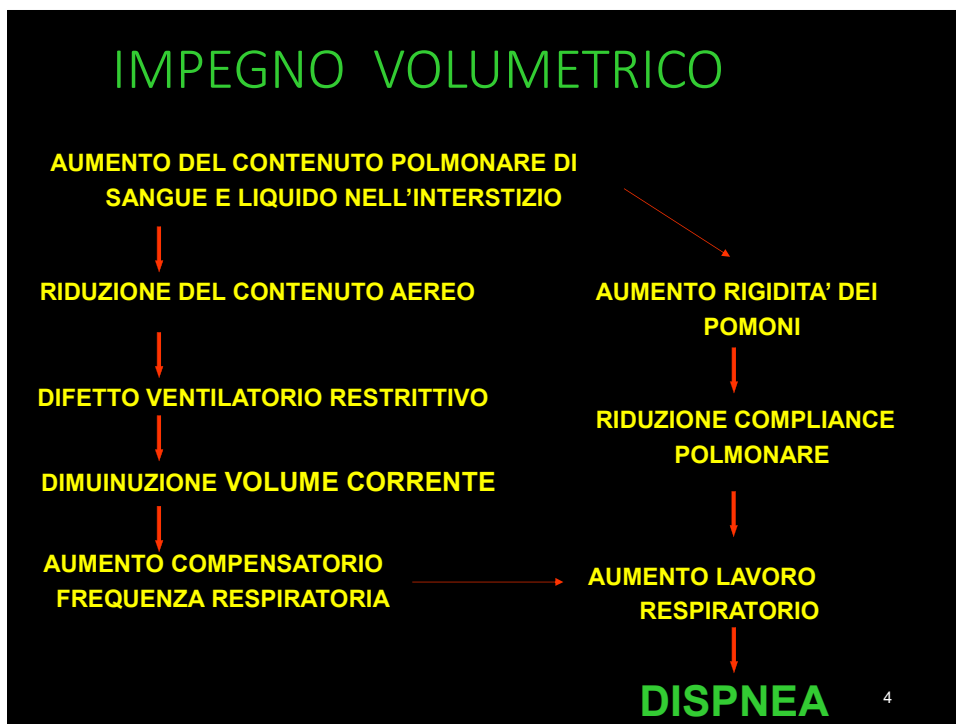 IMPEGNO VOLUMETRICO
AUMENTO DEL CONTENUTO POLMONARE DI
SANGUE E LIQUIDO NELL’INTERSTIZIO
RIDUZIONE DEL CONTENUTO AEREO
DIFETTO VENTILATORIO RESTRITTIVO
DIMUINUZIONE VOLUME CORRENTE
AUMENTO COMPENSATORIO
FREQUENZA RESPIRATORIA
AUMENTO RIGIDITA’ DEI
POMONI
RIDUZIONE COMPLIANCE
POLMONARE
AUMENTO LAVORO
RESPIRATORIO
DISPNEA
4